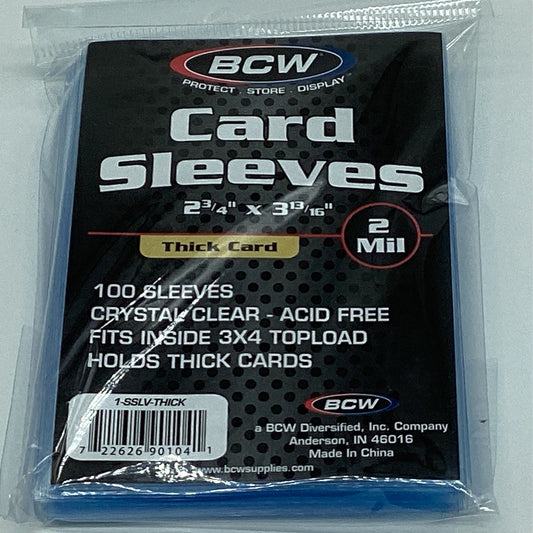 BCW
PROTECT . STORE . DISPLAY
Card
Sleeves
2 3/4" x 3 13/16"
2
Mil
Thick Card
100 SLEEVES
CRYSTAL CLEAR - ACID FREE
FITS INSIDE 3X4 TOPLOAD
HOLDS THICK CARDS
1-SSLV-THICK
7 22626 90104 1
BCW
a BCW Diversified, Inc. Company
Anderson, IN 46016
Made In China
www.bcwsupplies.com